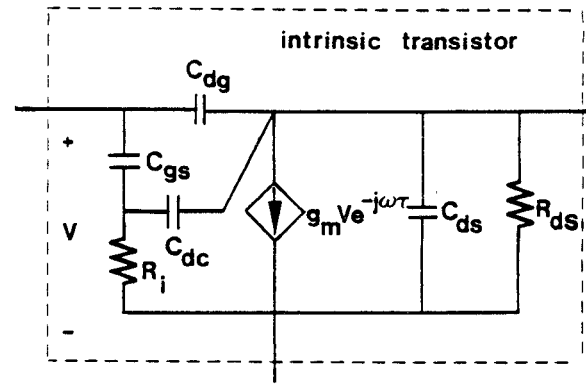 intrinsic transistor
Cdg
+
Cgs
V
Cdc
Ri
-
gmVe-jωτ
Cds
Rds